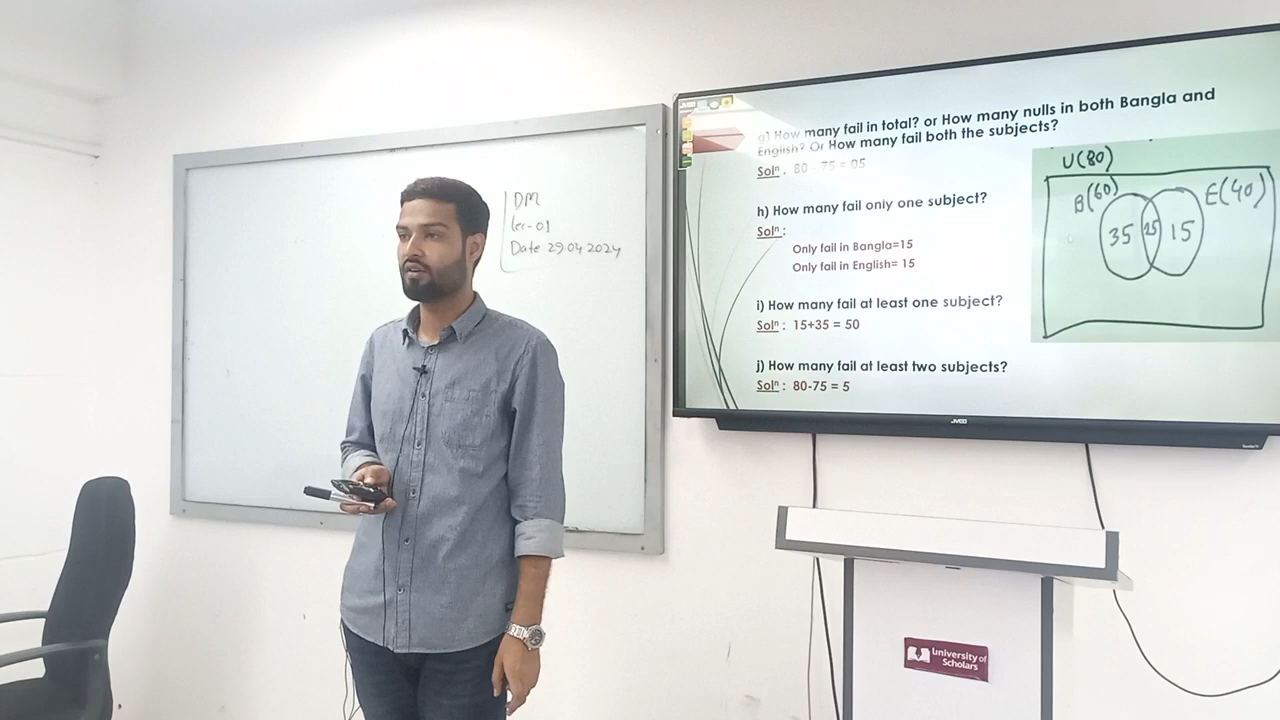 DM
Lec-01
Date 29.04.2024
g) How many fail in total? or How many nulls in both Bangla and
English? Or How many fail both the subjects?
Solⁿ. 80 - 75 = 05
h) How many fail only one subject?
Solⁿ:
Only fail in Bangla=15
Only fail in English= 15
i) How many fail at least one subject?
Solⁿ: 15+35 = 50
j) How many fail at least two subjects?
Solⁿ: 80-75 = 5
U(80)
B(60) E(40)
35 25 15
JVCO
University of
Scholars